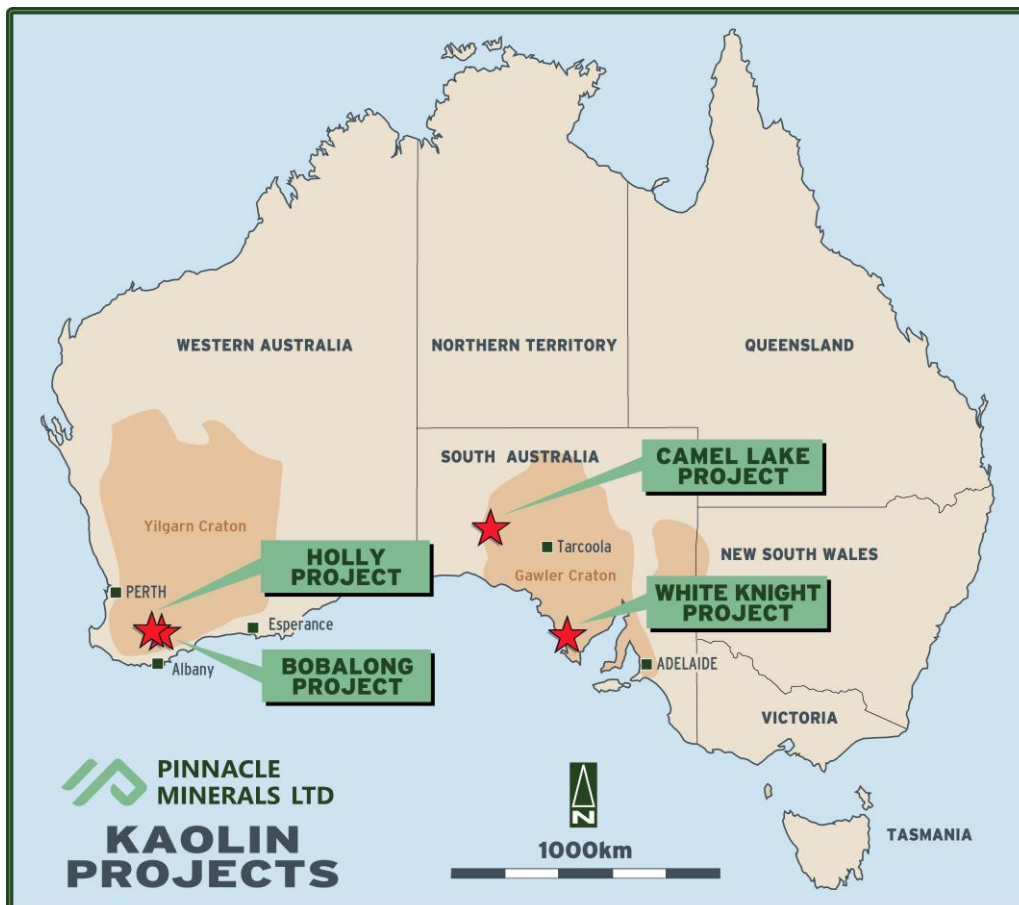 WESTERN AUSTRALIA
NORTHERN TERRITORY
QUEENSLAND
SOUTH AUSTRALIA
CAMEL LAKE
PROJECT
Yilgarn Craton
Tarcoola
NEW SOUTH WALES
HOLLY
PROJECT
Gawler Craton
WHITE KNIGHT
PROJECT
PERTH
Esperance
BOBALONG
PROJECT
Albany
ADELAIDE
VICTORIA
PINNACLE
MINERALS LTD
KAOLIN
PROJECTS
N
1000km
TASMANIA